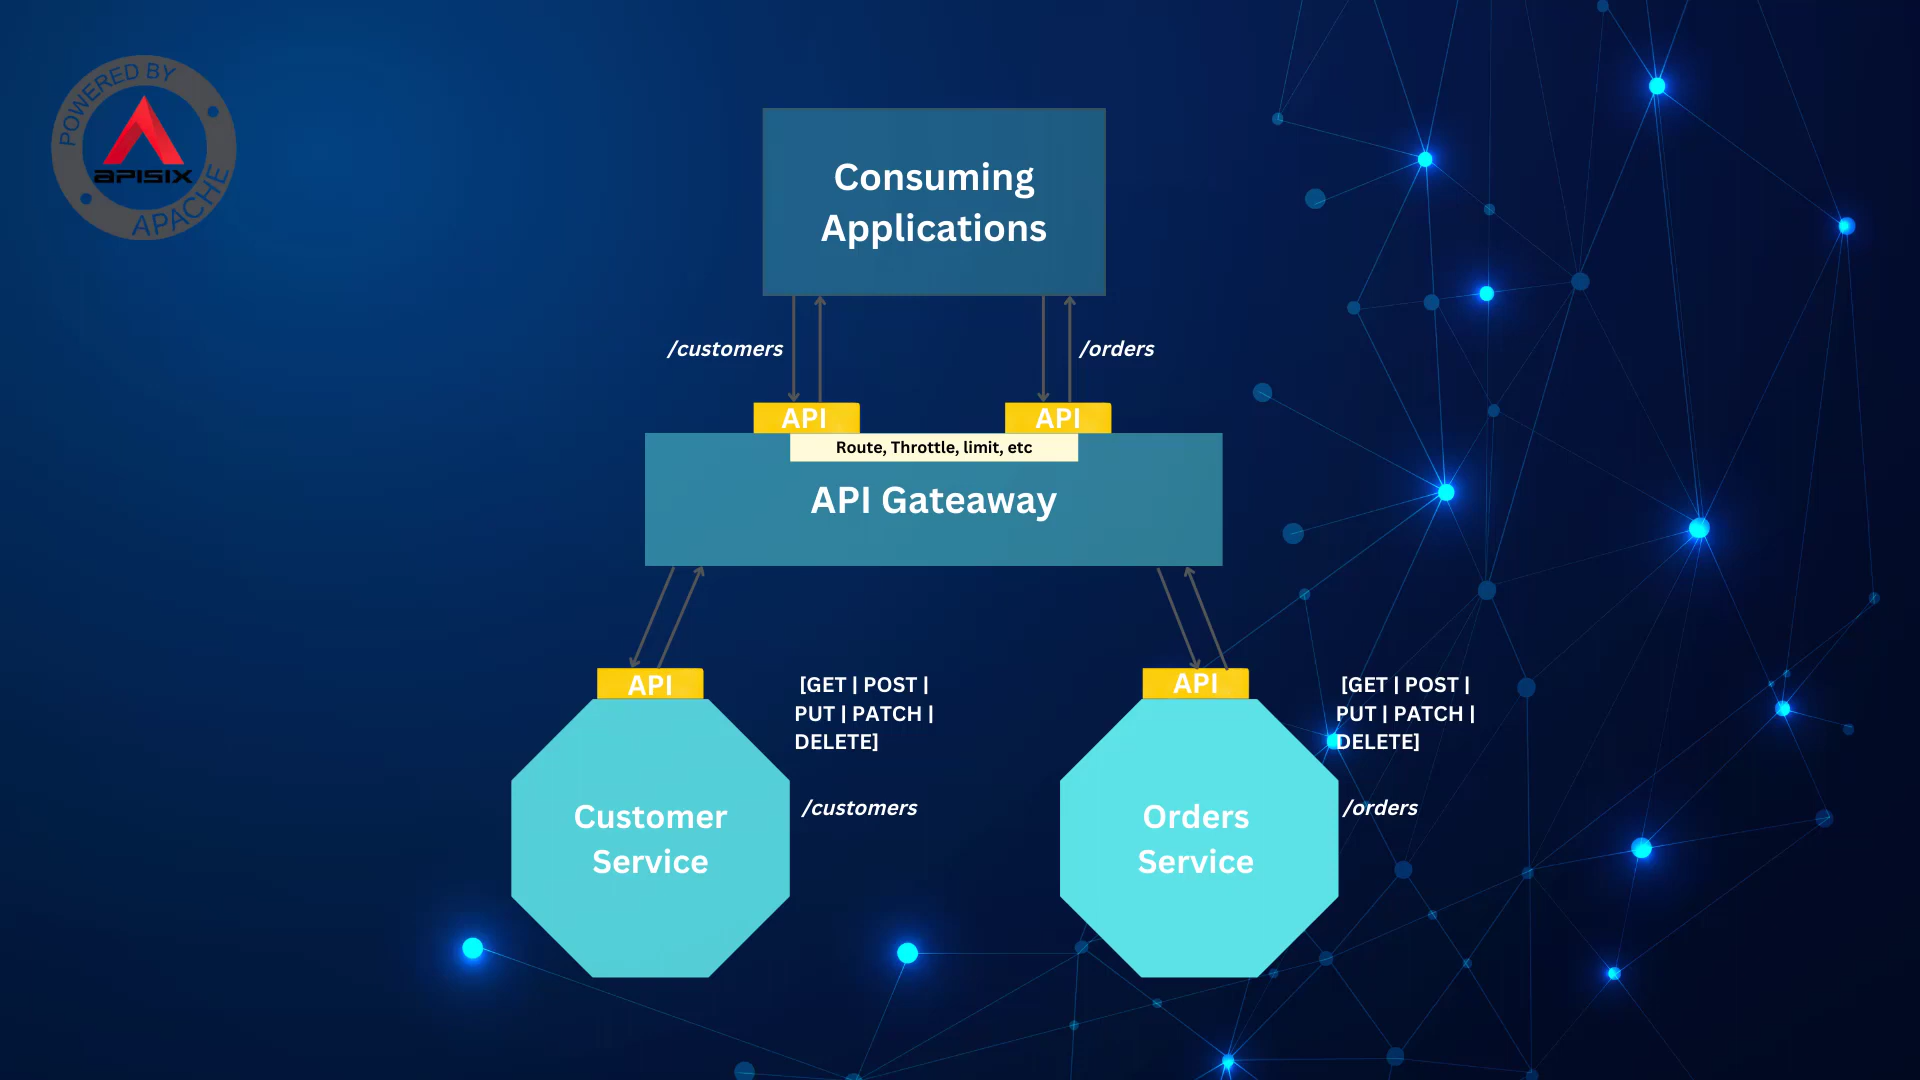 POWERED BY
APISIX
APACHE
Consuming
Applications
/customers
/orders
API
API
Route, Throttle, limit, etc
API Gateaway
API
[GET | POST |
PUT | PATCH |
DELETE]
API
[GET | POST |
PUT | PATCH |
DELETE]
Customer
Service
/customers
Orders
Service
/orders